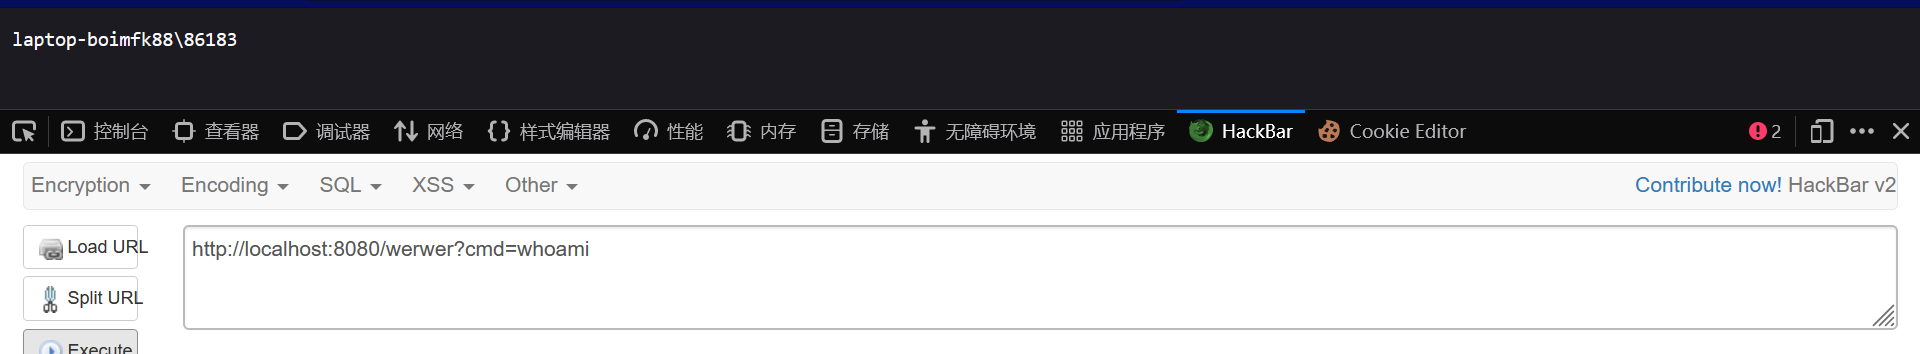 laptop-boimfk88\86183
控制台 查看器 调试器 网络 样式编辑器 性能 内存 存储 无障碍环境 应用程序 HackBar Cookie Editor 2
Encryption Encoding SQL XSS Other Contribute now! HackBar v2
Load URL http://localhost:8080/werwer?cmd=whoami
Split URL
Execute